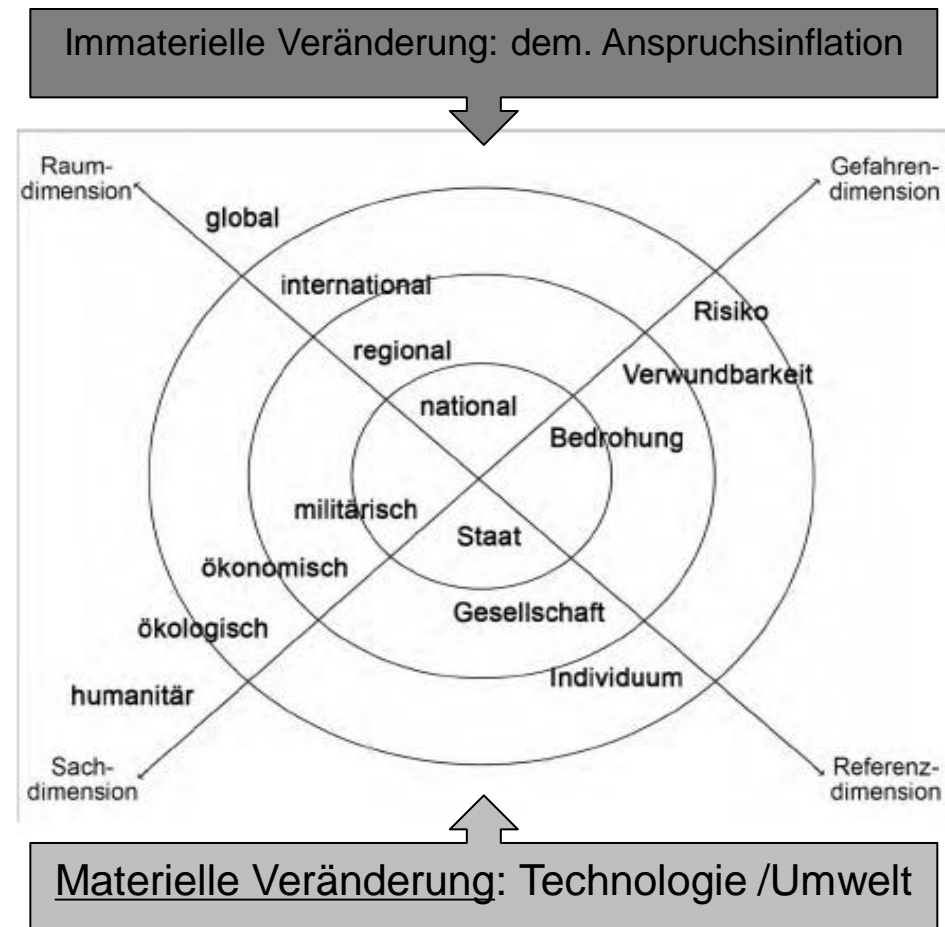 Immaterielle Veränderung: dem. Anspruchsinflation
Raum-
dimension
Gefahren-
dimension
global
international
regional
national
Risiko
Verwundbarkeit
Bedrohung
militärisch
ökonomisch
ökologisch
humanitär
Staat
Gesellschaft
Individuum
Sach-
dimension
Referenz-
dimension
Materielle Veränderung: Technologie /Umwelt